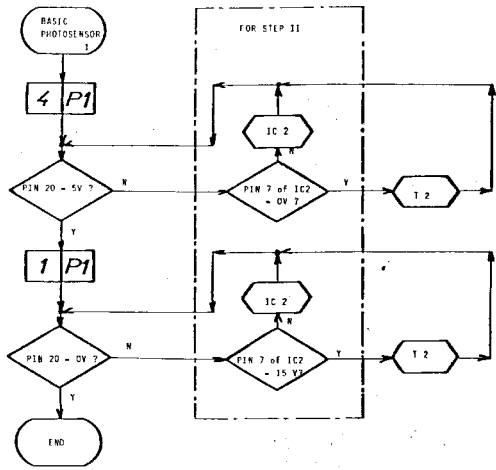 BASIC
PHOTOSENSOR
1
FOR STEP II
4 P1
IC 2
N
PIN 20 - 5V ?
N
PIN 7 of IC2
- 0V ?
Y
T 2
Y
1 P1
IC 2
N
PIN 20 - 0V ?
N
PIN 7 of IC2
- 15 V?
Y
T 2
Y
END